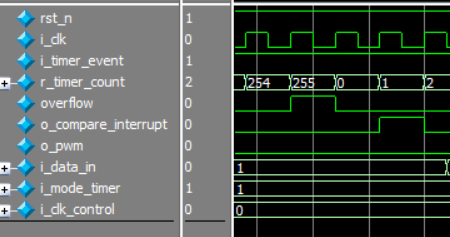 rst_n 1
i_clk 0
i_timer_event 1
r_timer_count 2 254 255 0 1 2
overflow 0
o_compare_interrupt 0
o_pwm 0
i_data_in 0 1
i_mode_timer 1 1
i_clk_control 0 0